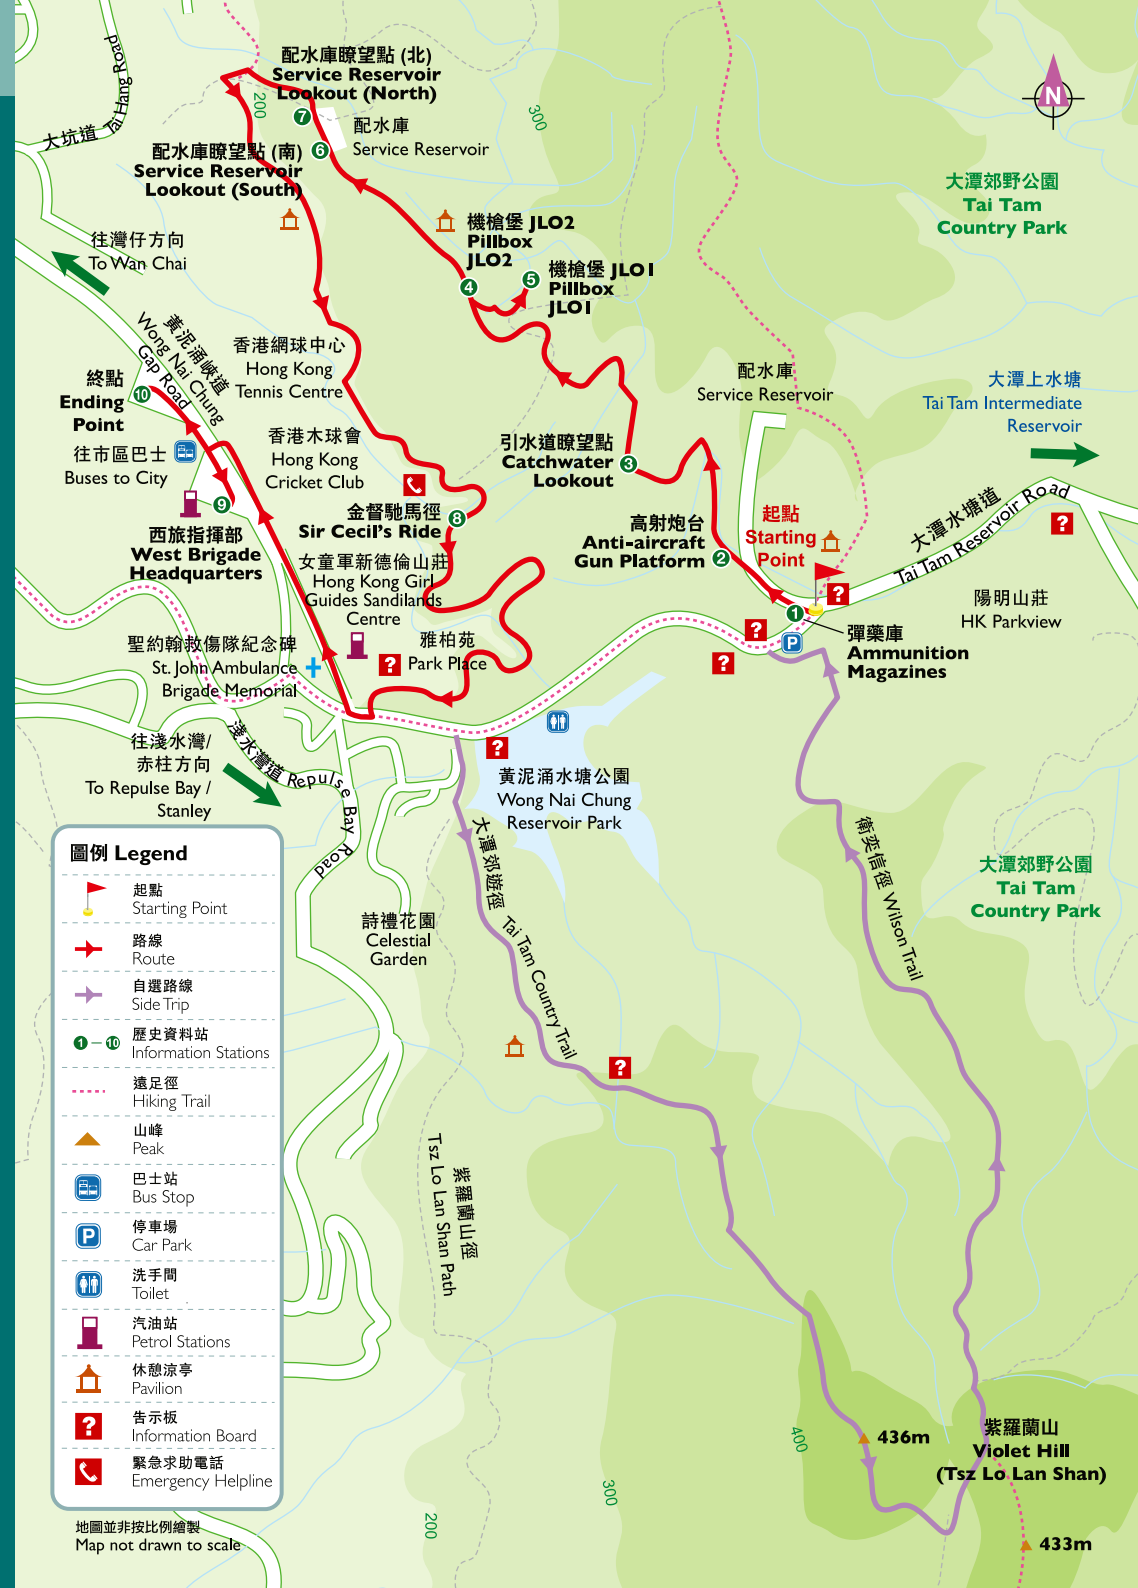 配水庫瞭望點 (北)
Service Reservoir
Lookout (North)
大坑道 Tai Hang Road
200
300
N
配水庫
Service Reservoir
配水庫瞭望點 (南)
Service Reservoir
Lookout (South)
7
6
大潭郊野公園
Tai Tam
Country Park
往灣仔方向
To Wan Chai
機槍堡 JLO2
Pillbox
JLO2
機槍堡 JLO1
Pillbox
JLO1
4
5
黃泥涌峽道
Wong Nai Chung
Gap Road
香港網球中心
Hong Kong
Tennis Centre
終點
Ending
Point
10
配水庫
Service Reservoir
大潭上水塘
Tai Tam Intermediate
Reservoir
往市區巴士
Buses to City
香港木球會
Hong Kong
Cricket Club
引水道瞭望點
Catchwater
Lookout
3
9
西旅指揮部
West Brigade
Headquarters
金督馳馬徑
Sir Cecil's Ride
8
高射炮台
Anti-aircraft
Gun Platform
2
起點
Starting
Point
大潭水塘道
Tai Tam Reservoir Road
?
女童軍新德倫山莊
Hong Kong Girl
Guides Sandilands
Centre
陽明山莊
HK Parkview
?
1
彈藥庫
Ammunition
Magazines
P
?
?
聖約翰救傷隊紀念碑
St. John Ambulance
Brigade Memorial
雅柏苑
Park Place
?
往淺水灣/
赤柱方向
To Repulse Bay /
Stanley
淺水灣道 Repulse Bay Road
?
黃泥涌水塘公園
Wong Nai Chung
Reservoir Park
大潭郊遊徑 Tai Tam Country Trail
衛奕信徑 Wilson Trail
大潭郊野公園
Tai Tam
Country Park
詩禮花園
Celestial
Garden
?
紫羅蘭山徑
Tsz Lo Lan Shan Path
400
300
200
436m
紫羅蘭山
Violet Hill
(Tsz Lo Lan Shan)
433m
圖例 Legend
起點
Starting Point
路線
Route
自選路線
Side Trip
1 – 10
歷史資料站
Information Stations
遠足徑
Hiking Trail
山峰
Peak
巴士站
Bus Stop
P
停車場
Car Park
洗手間
Toilet
汽油站
Petrol Stations
休憩涼亭
Pavilion
?
告示板
Information Board
緊急求助電話
Emergency Helpline
地圖並非按比例繪製
Map not drawn to scale